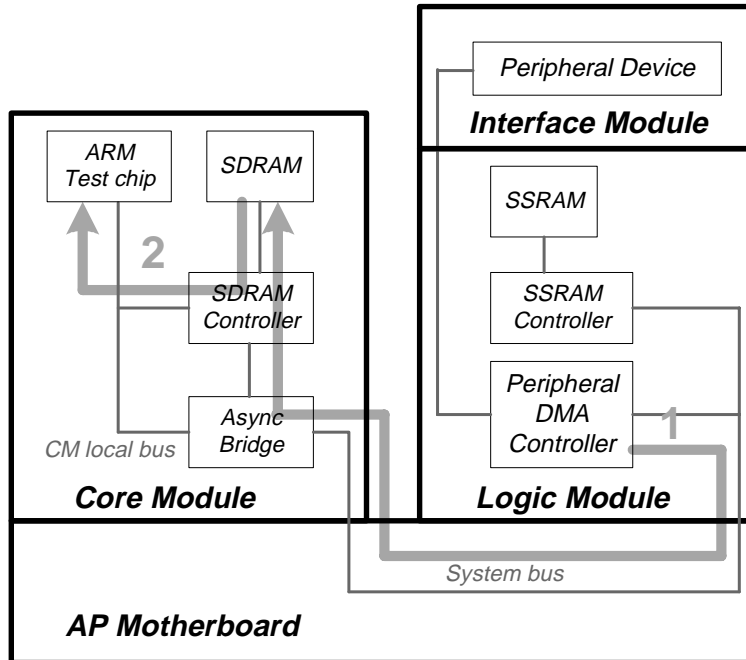 Peripheral Device
Interface Module
ARM
Test chip
SDRAM
2
SDRAM
Controller
Async
Bridge
CM local bus
Core Module
SSRAM
SSRAM
Controller
Peripheral
DMA
Controller
1
Logic Module
System bus
AP Motherboard